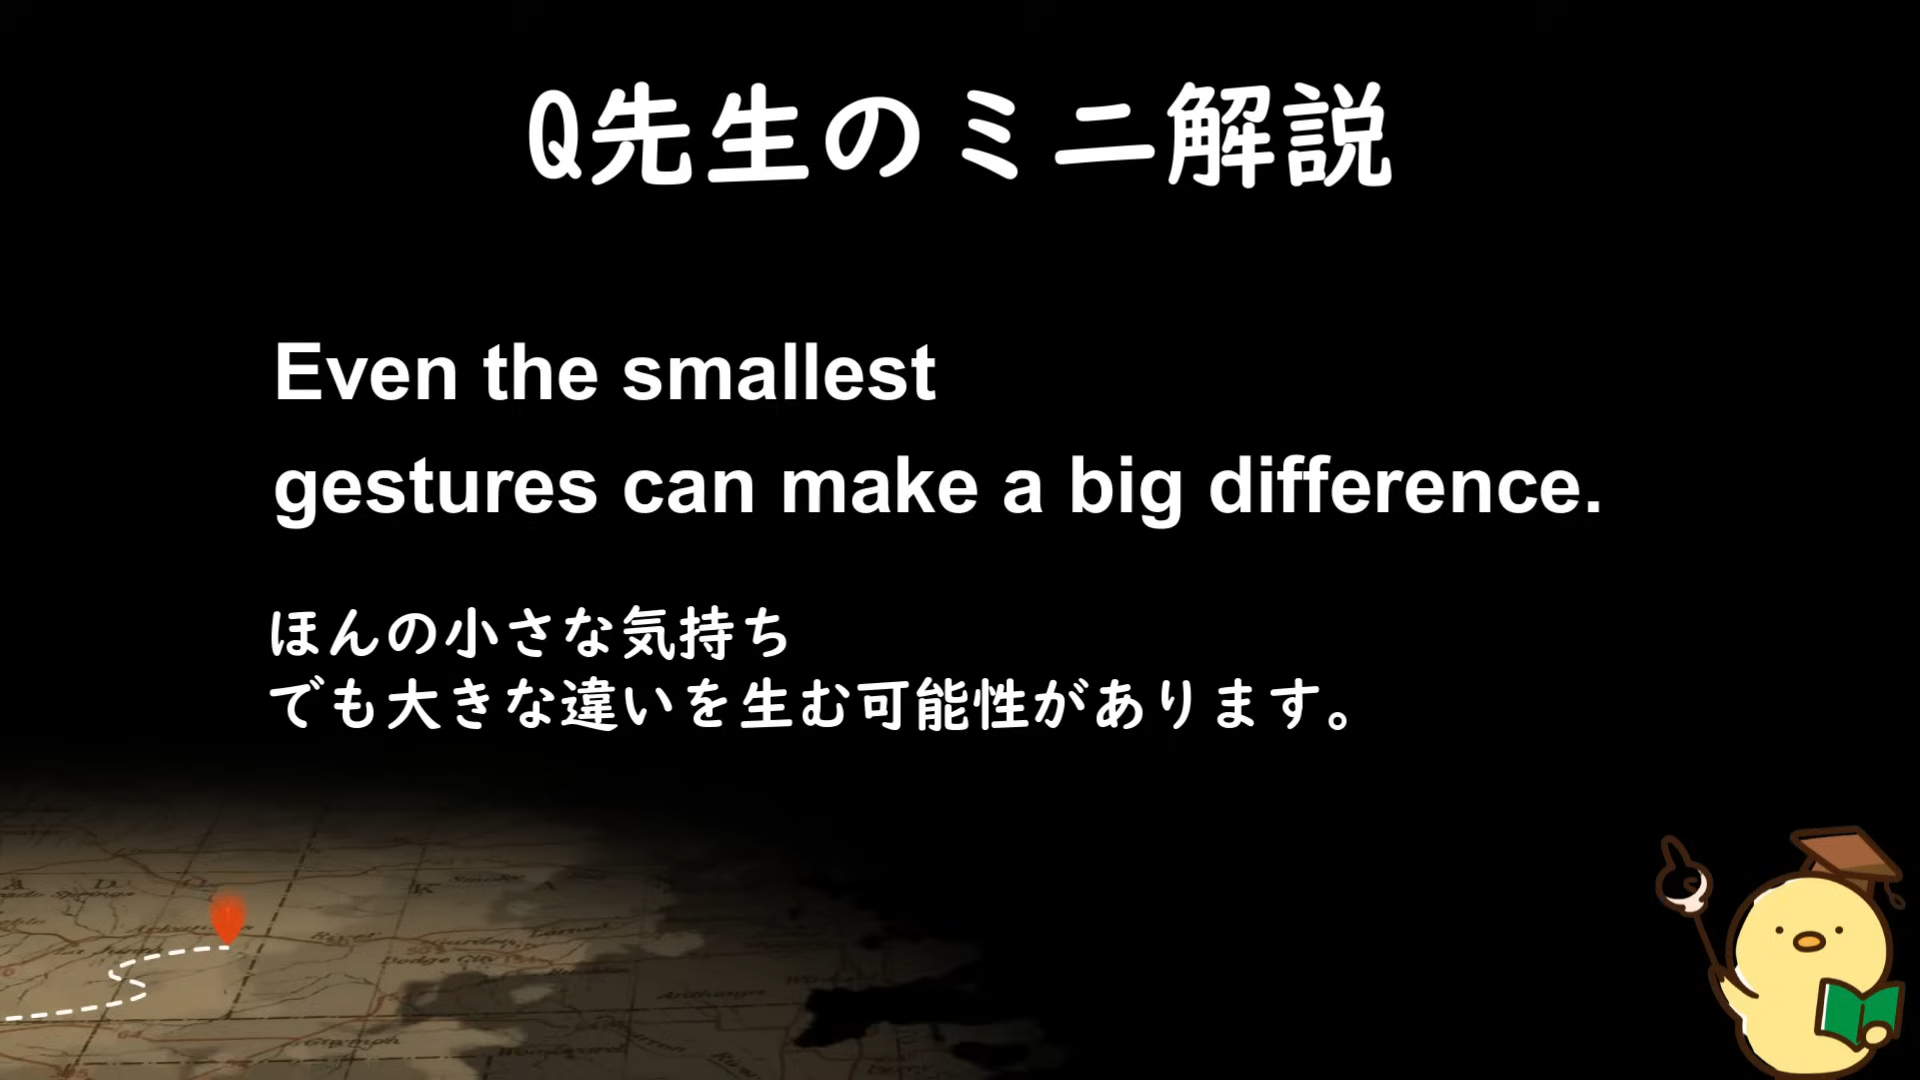 Q先生のミニ解説
Even the smallest
gestures can make a big difference.
ほんの小さな気持ち
でも大きな違いを生む可能性があります。
Dodge City